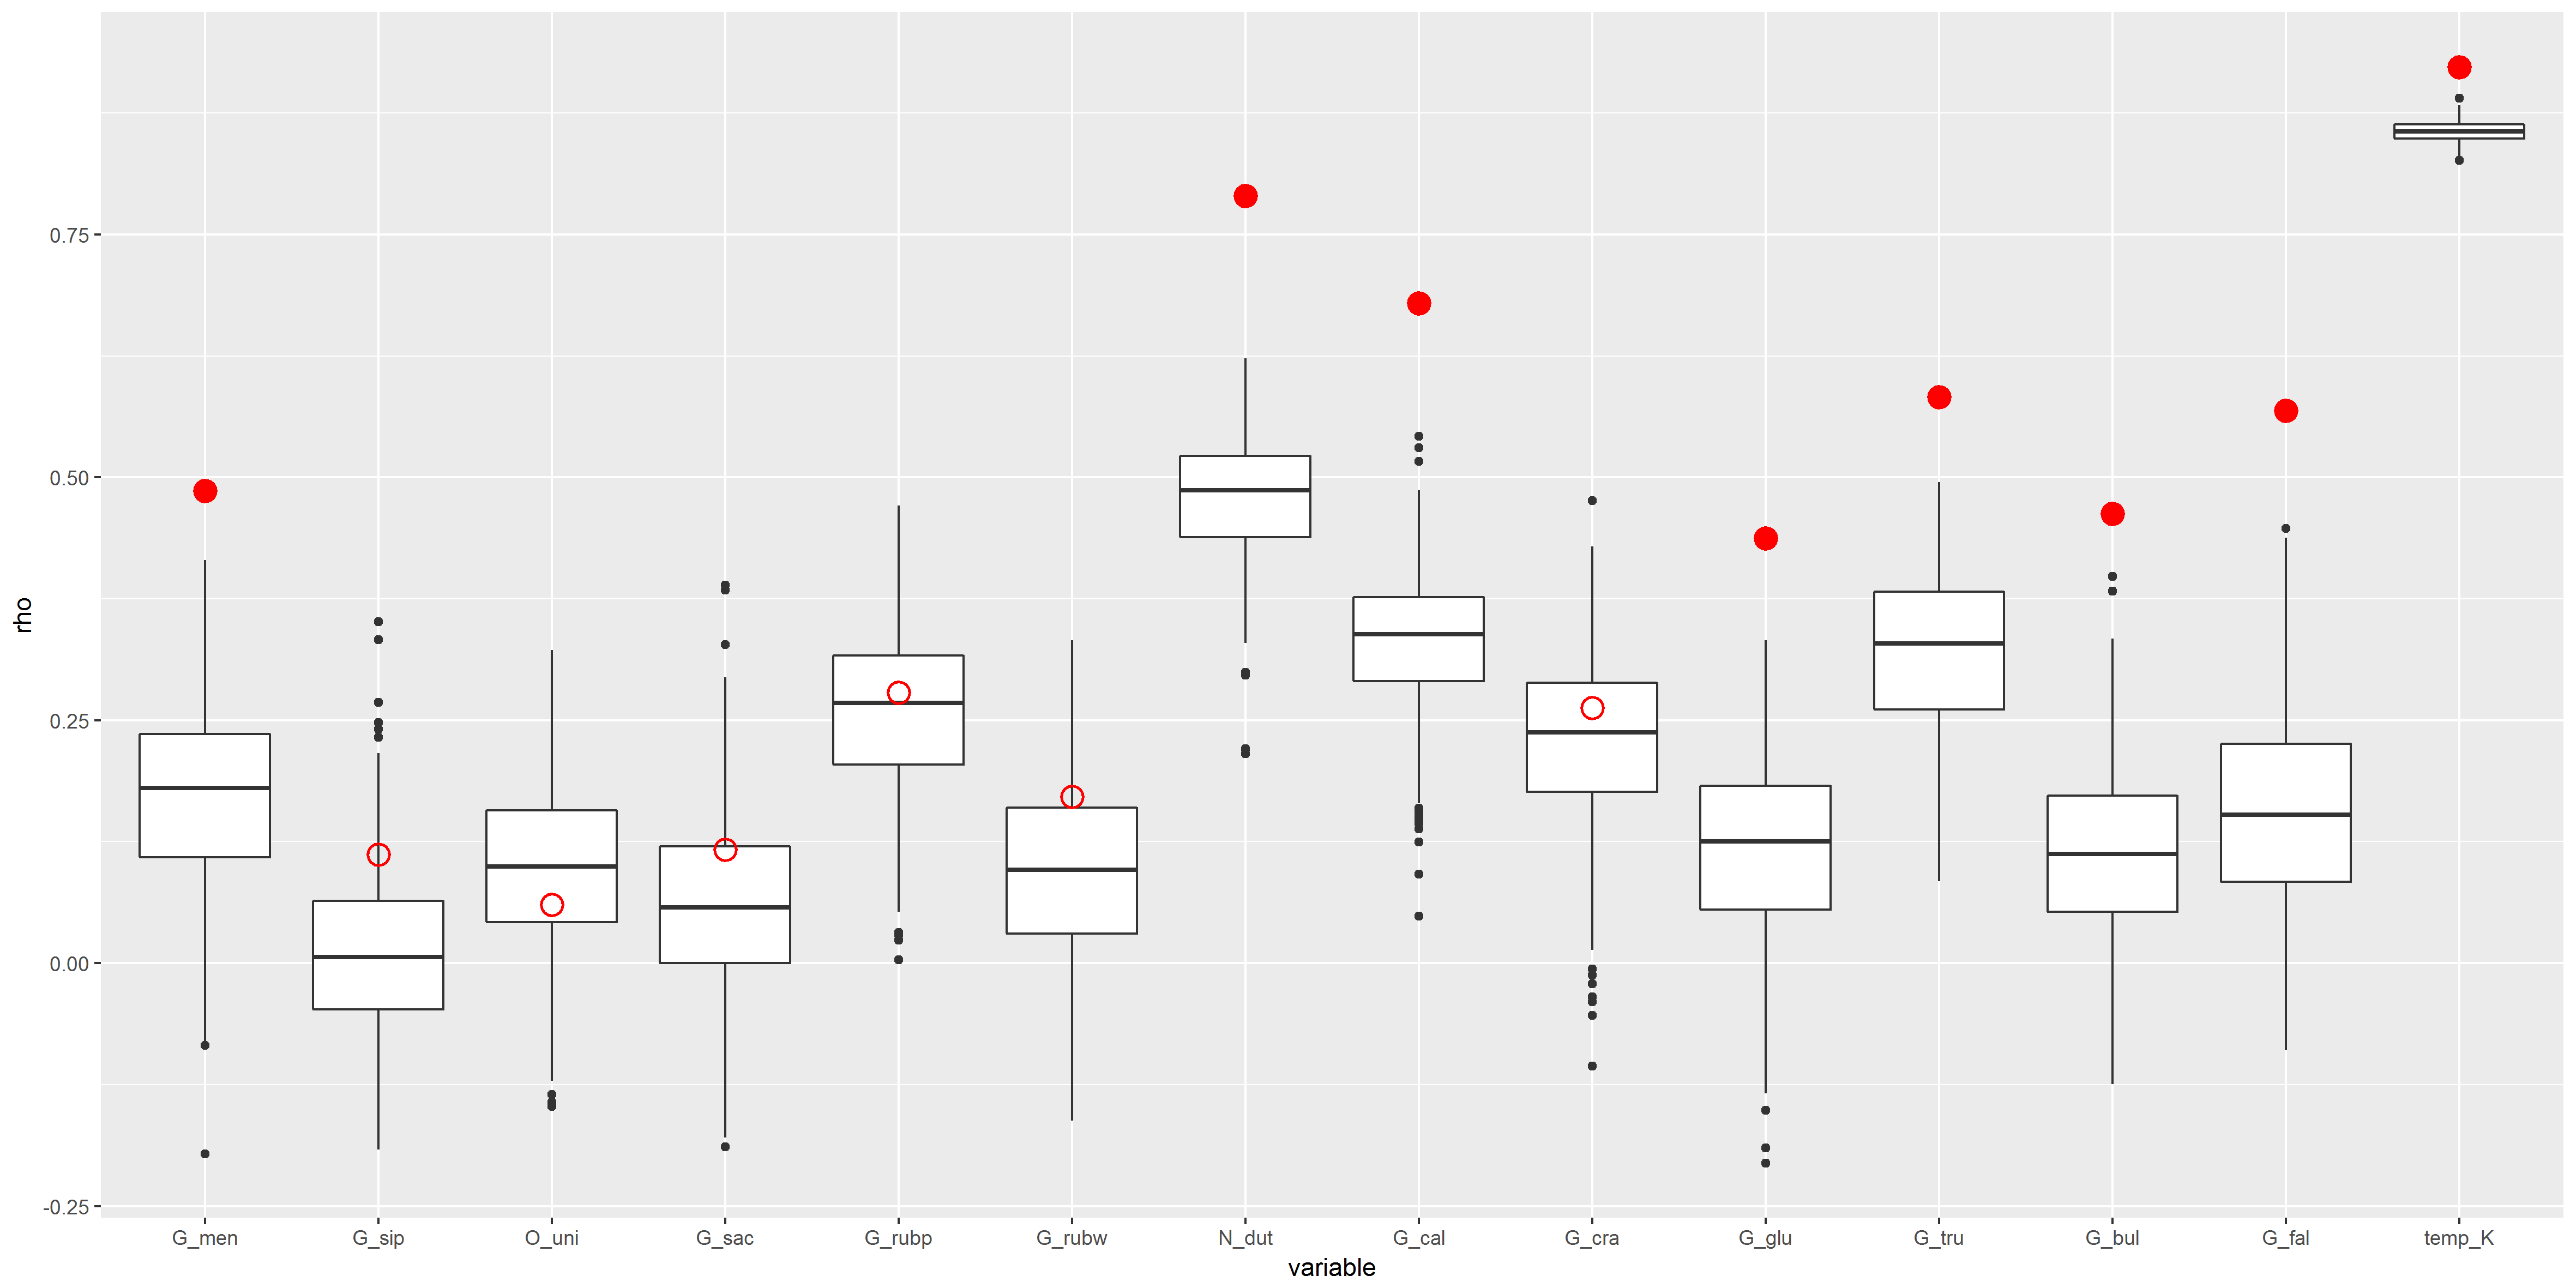 rho
0.75
0.50
0.25
0.00
-0.25
G_men G_sip O_uni G_sac G_rubp G_rubw N_dut G_cal G_cra G_glu G_tru G_bul G_fal temp_K
variable